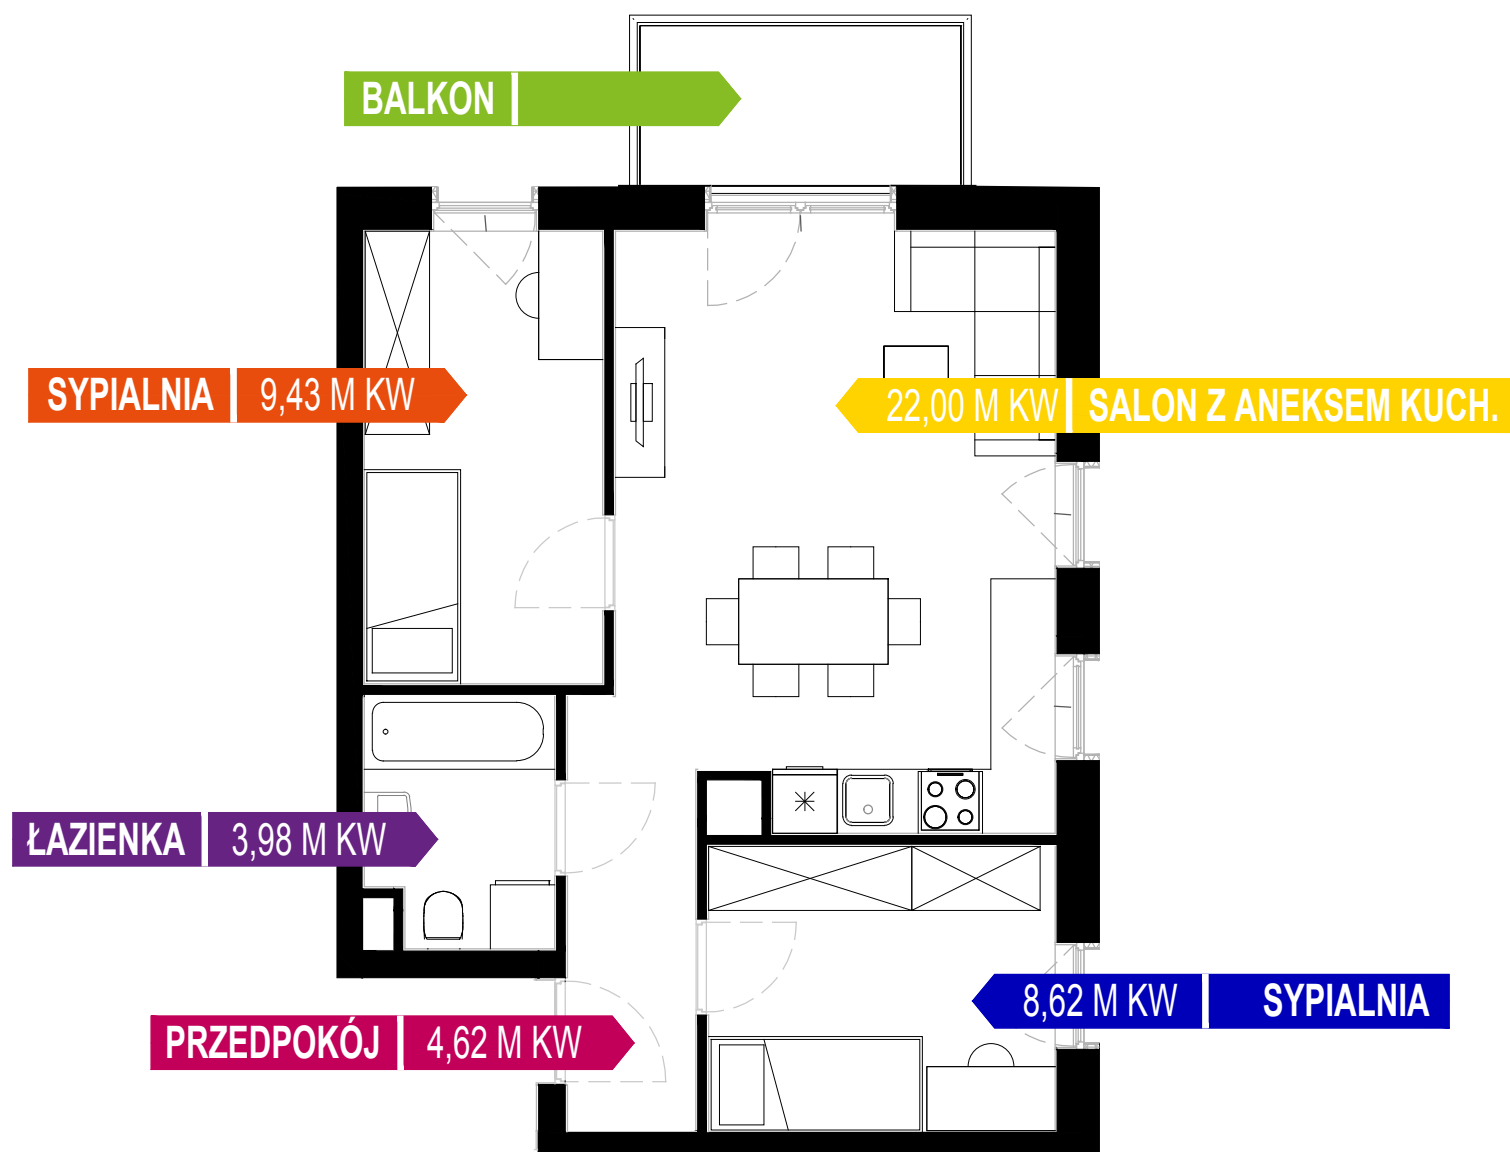 BALKON
SYPIALNIA 9,43 M KW
22,00 M KW SALON Z ANEKSEM KUCH.
ŁAZIENKA 3,98 M KW
8,62 M KW SYPIALNIA
PRZEDPOKÓJ 4,62 M KW